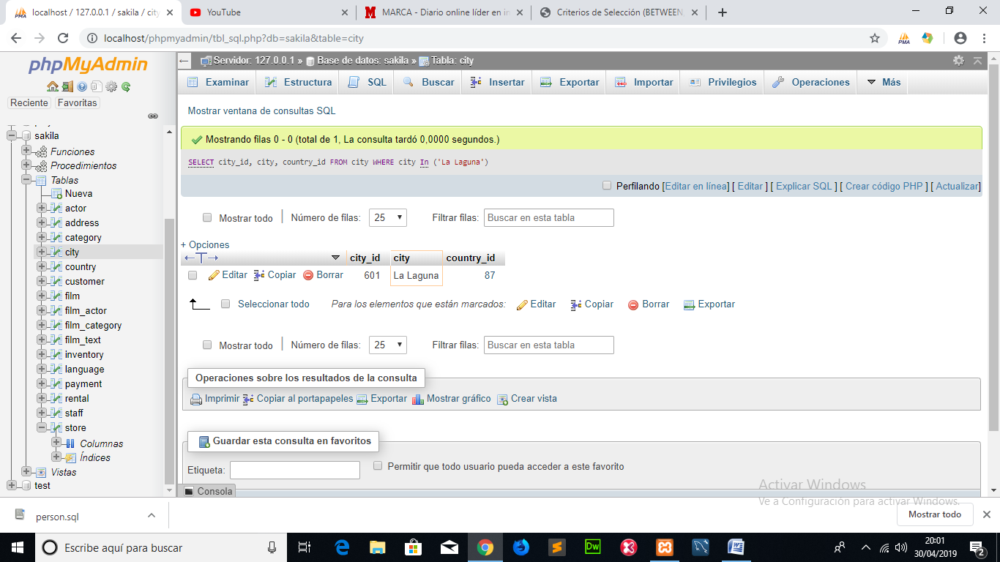 localhost / 127.0.0.1 / sakila / city
YouTube
MARCA - Diario online líder en in
Criterios de Selección (BETWEEN,
localhost/phpmyadmin/tbl_sql.php?db=sakila&table=city
PMA
phpMyAdmin
Reciente
Favoritas
sakila
Funciones
Procedimientos
Tablas
Nueva
actor
address
category
city
country
customer
film
film_actor
film_category
film_text
inventory
language
payment
rental
staff
store
Columnas
Índices
Vistas
test
Servidor: 127.0.0.1 » Base de datos: sakila » Tabla: city
Examinar Estructura SQL Buscar Insertar Exportar Importar Privilegios Operaciones Más
Mostrar ventana de consultas SQL
Mostrando filas 0 - 0 (total de 1, La consulta tardó 0,0000 segundos.)
SELECT city_id, city, country_id FROM city WHERE city In ('La Laguna')
Perfilando [Editar en línea] [ Editar ] [ Explicar SQL ] [ Crear código PHP ] [ Actualizar]
Mostrar todo | Número de filas: 25 Filtrar filas: Buscar en esta tabla
+ Opciones
city_id city country_id
Editar Copiar Borrar 601 La Laguna 87
Seleccionar todo Para los elementos que están marcados: Editar Copiar Borrar Exportar
Mostrar todo | Número de filas: 25 Filtrar filas: Buscar en esta tabla
Operaciones sobre los resultados de la consulta
Imprimir Copiar al portapapeles Exportar Mostrar gráfico Crear vista
Guardar esta consulta en favoritos
Etiqueta: Permitir que todo usuario pueda acceder a este favorito
Consola
Activar Windows
Ve a Configuración para activar Windows.
person.sql
Mostrar todo
Escribe aquí para buscar
Dw
20:01
30/04/2019
2